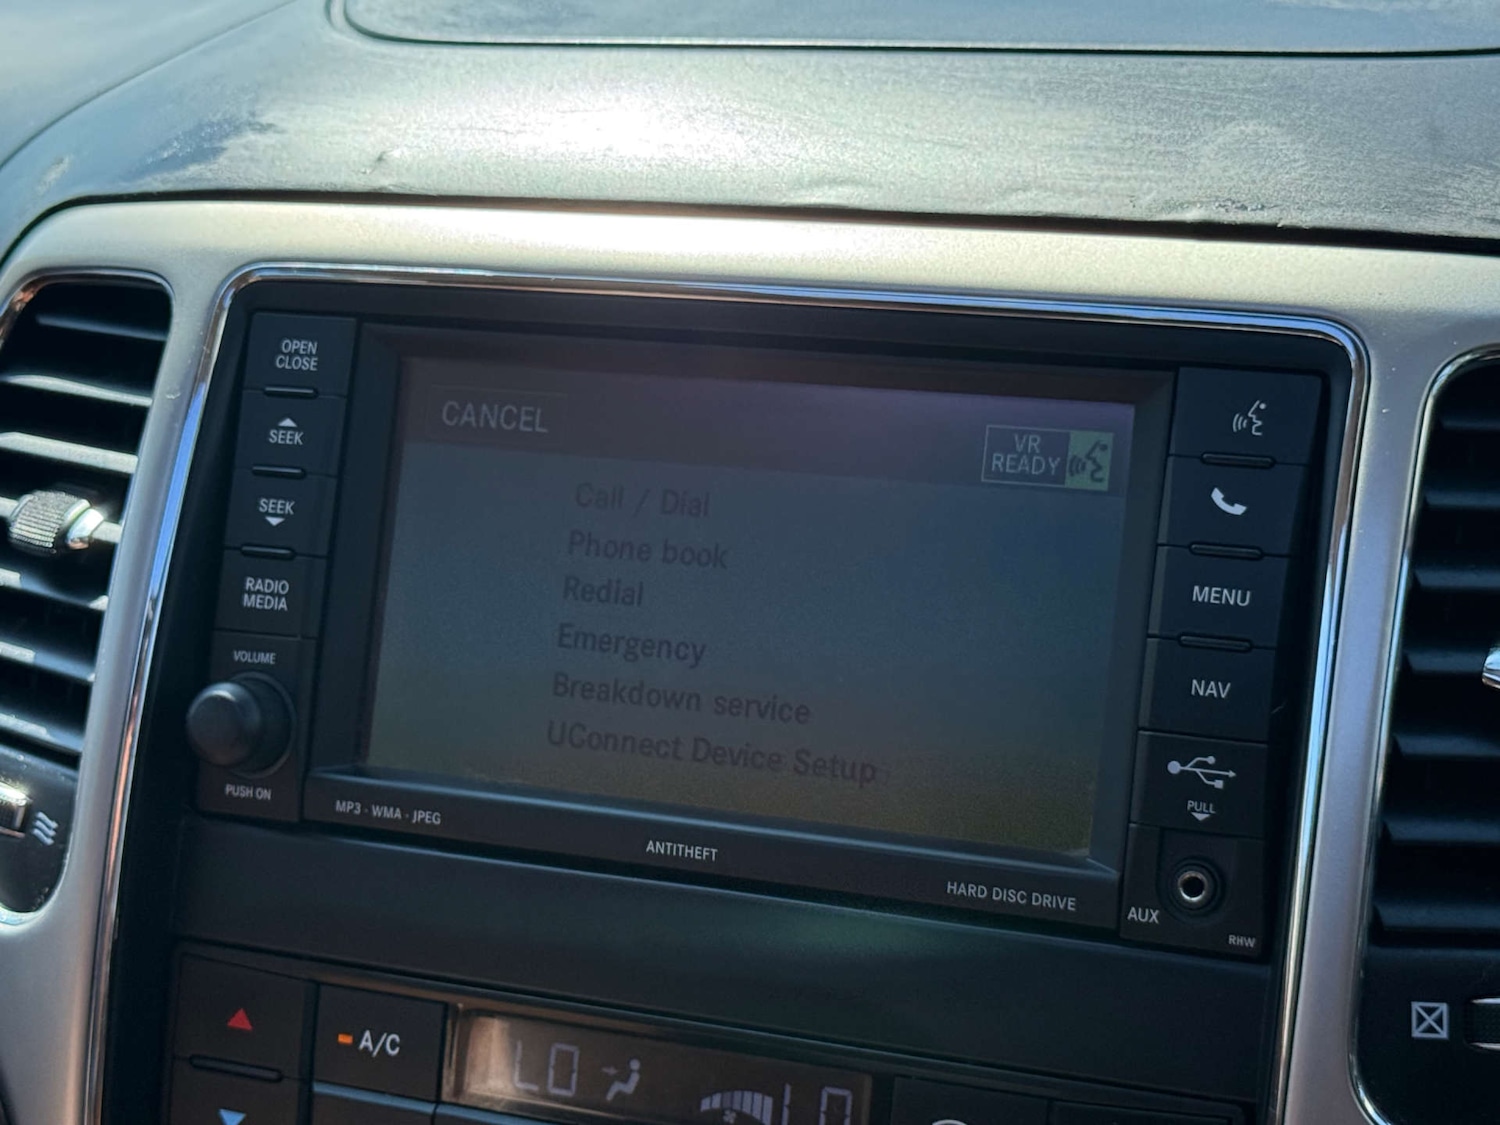 OPEN
CLOSE
SEEK
SEEK
RADIO
MEDIA
VOLUME
PUSH ON
CANCEL
VR
READY
Call / Dial
Phone book
Redial
Emergency
Breakdown service
UConnect Device Setup
MENU
NAV
PULL
AUX
RHW
MP3 - WMA - JPEG
ANTITHEFT
HARD DISC DRIVE
A/C
LO
LO